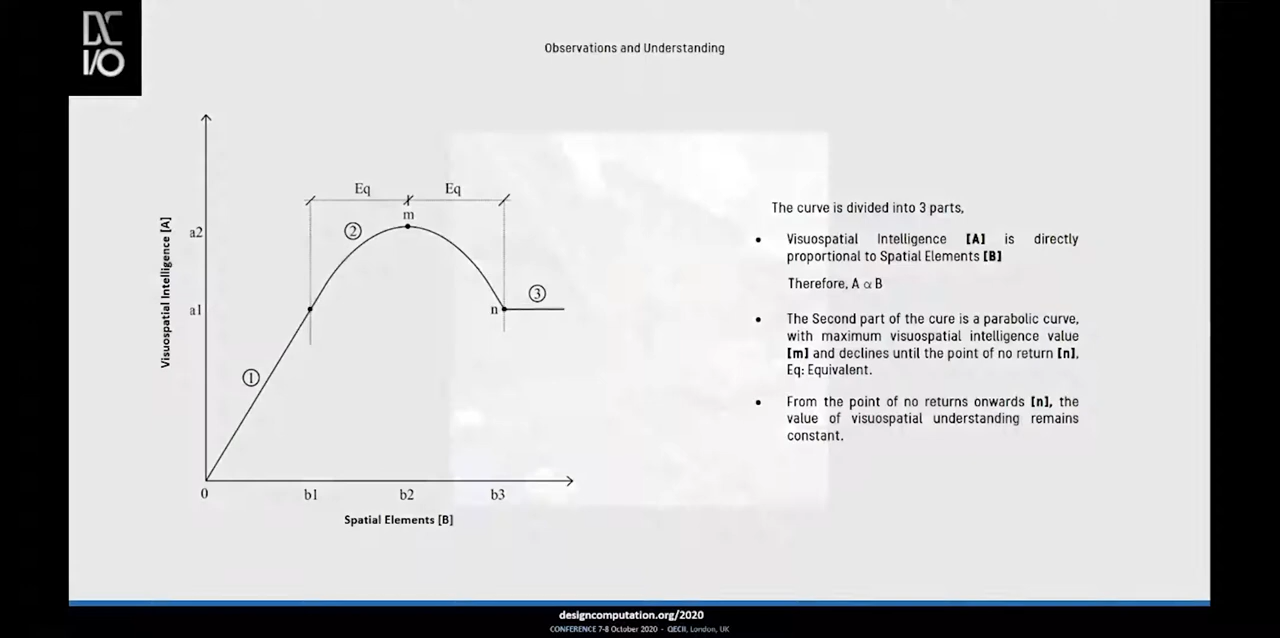 DC
I/O
Observations and Understanding
Eq
Eq
m
2
a2
Visuospatial Intelligence [A]
a1
n
3
1
0
b1
b2
b3
Spatial Elements [B]
The curve is divided into 3 parts,
• Visuospatial Intelligence [A] is directly
proportional to Spatial Elements [B]
Therefore, A α B
• The Second part of the cure is a parabolic curve,
with maximum visuospatial intelligence value
[m] and declines until the point of no return [n],
Eq: Equivalent.
• From the point of no returns onwards [n], the
value of visuospatial understanding remains
constant.
designcomputation.org/2020
CONFERENCE 7-8 October 2020 - QECII, London, UK